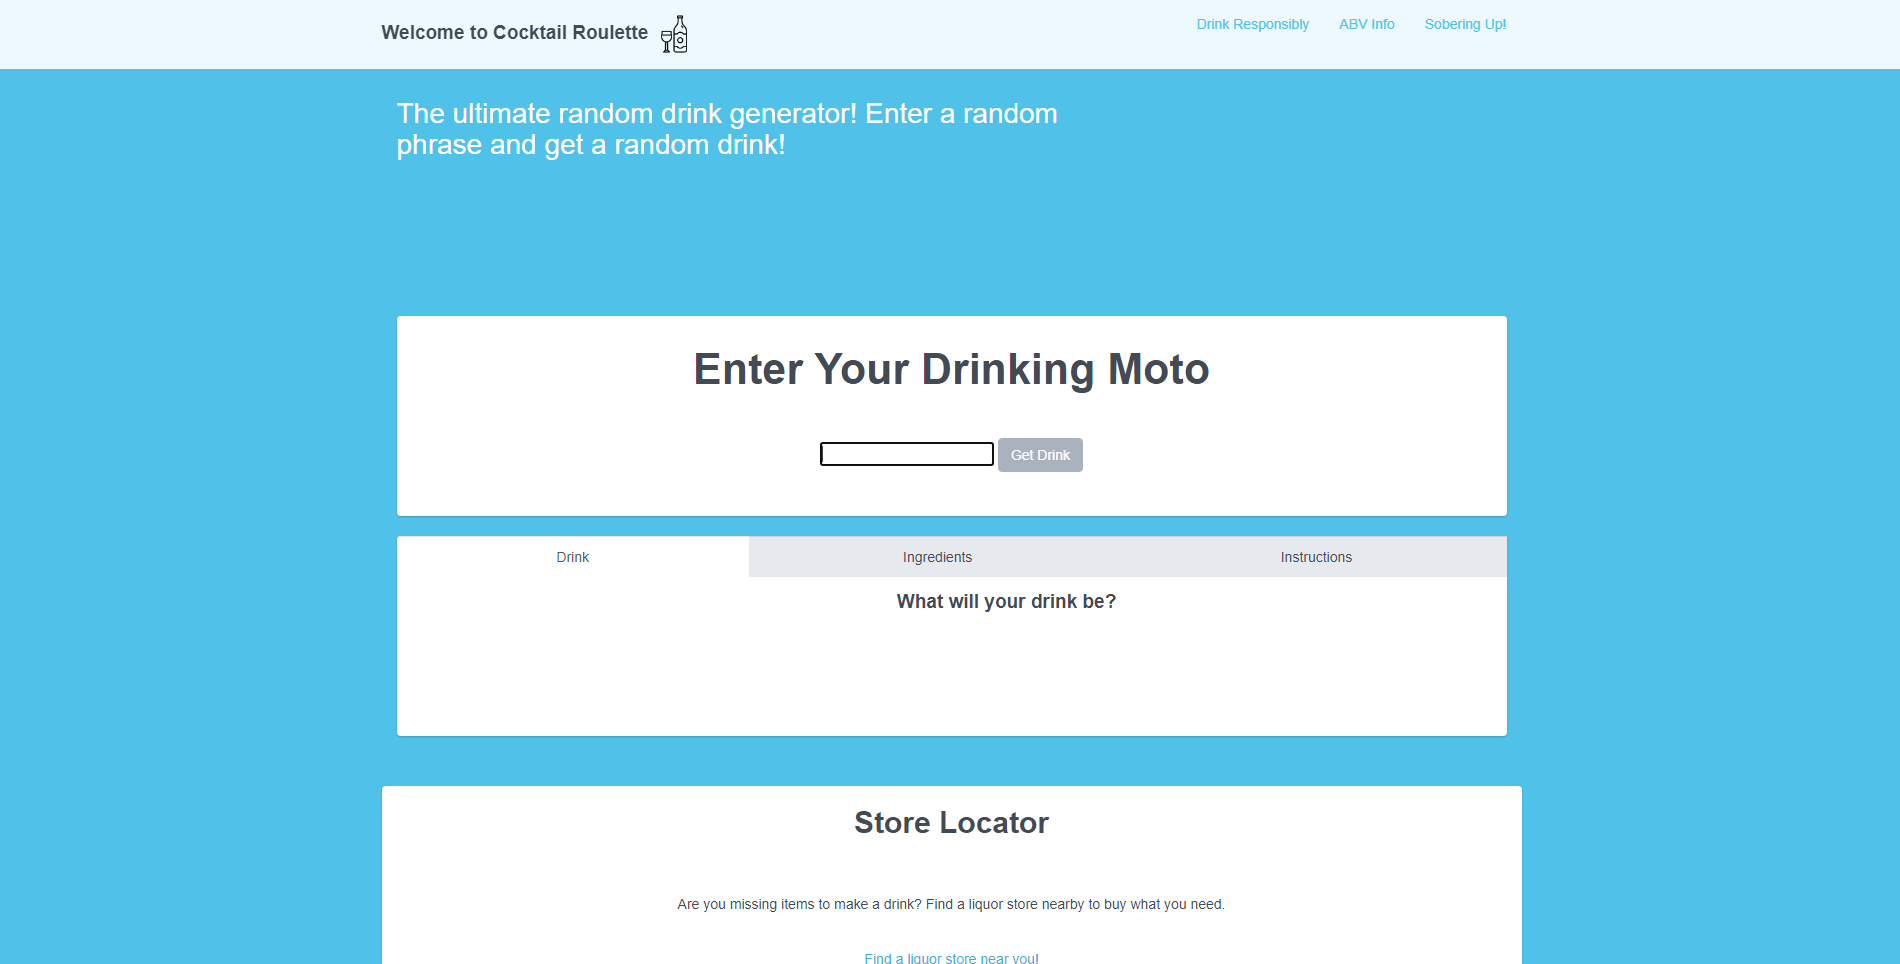 Welcome to Cocktail Roulette
Drink Responsibly
ABV Info
Sobering Up!
The ultimate random drink generator! Enter a random
phrase and get a random drink!
Enter Your Drinking Moto
Get Drink
Drink
Ingredients
Instructions
What will your drink be?
Store Locator
Are you missing items to make a drink? Find a liquor store nearby to buy what you need.
Find a liquor store near you!